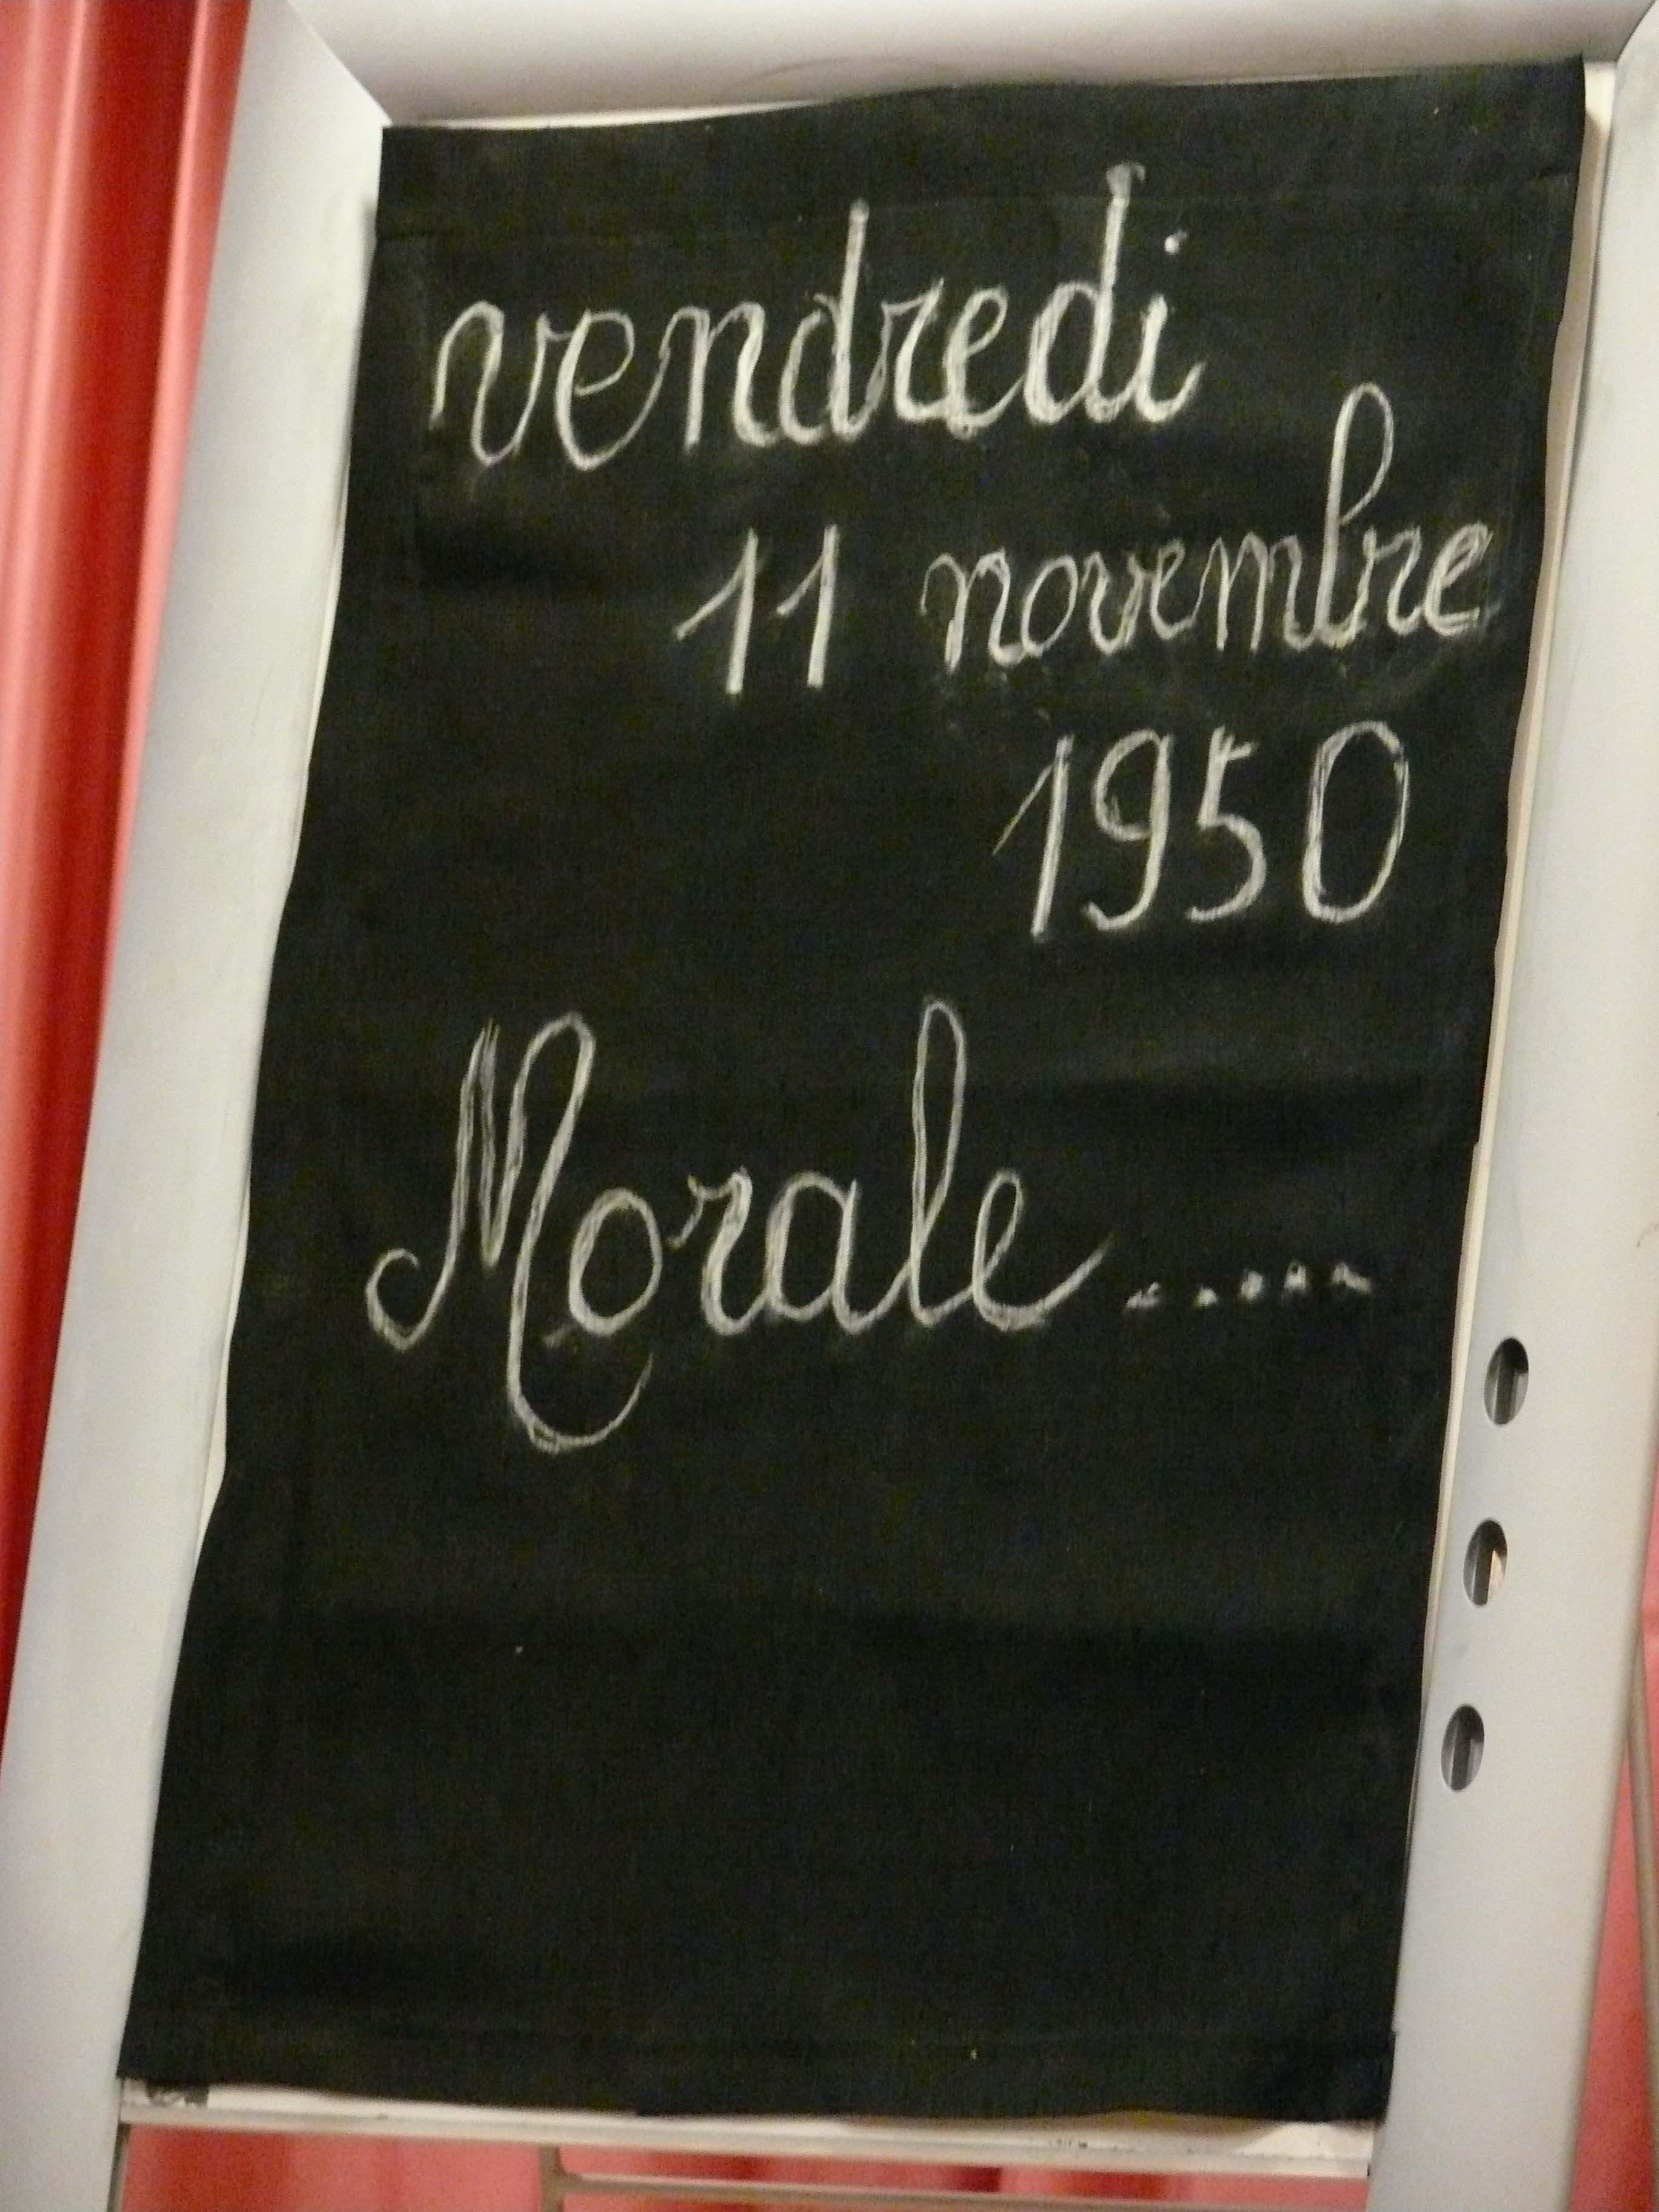 vendredi
11 novembre
1950
Morale.....